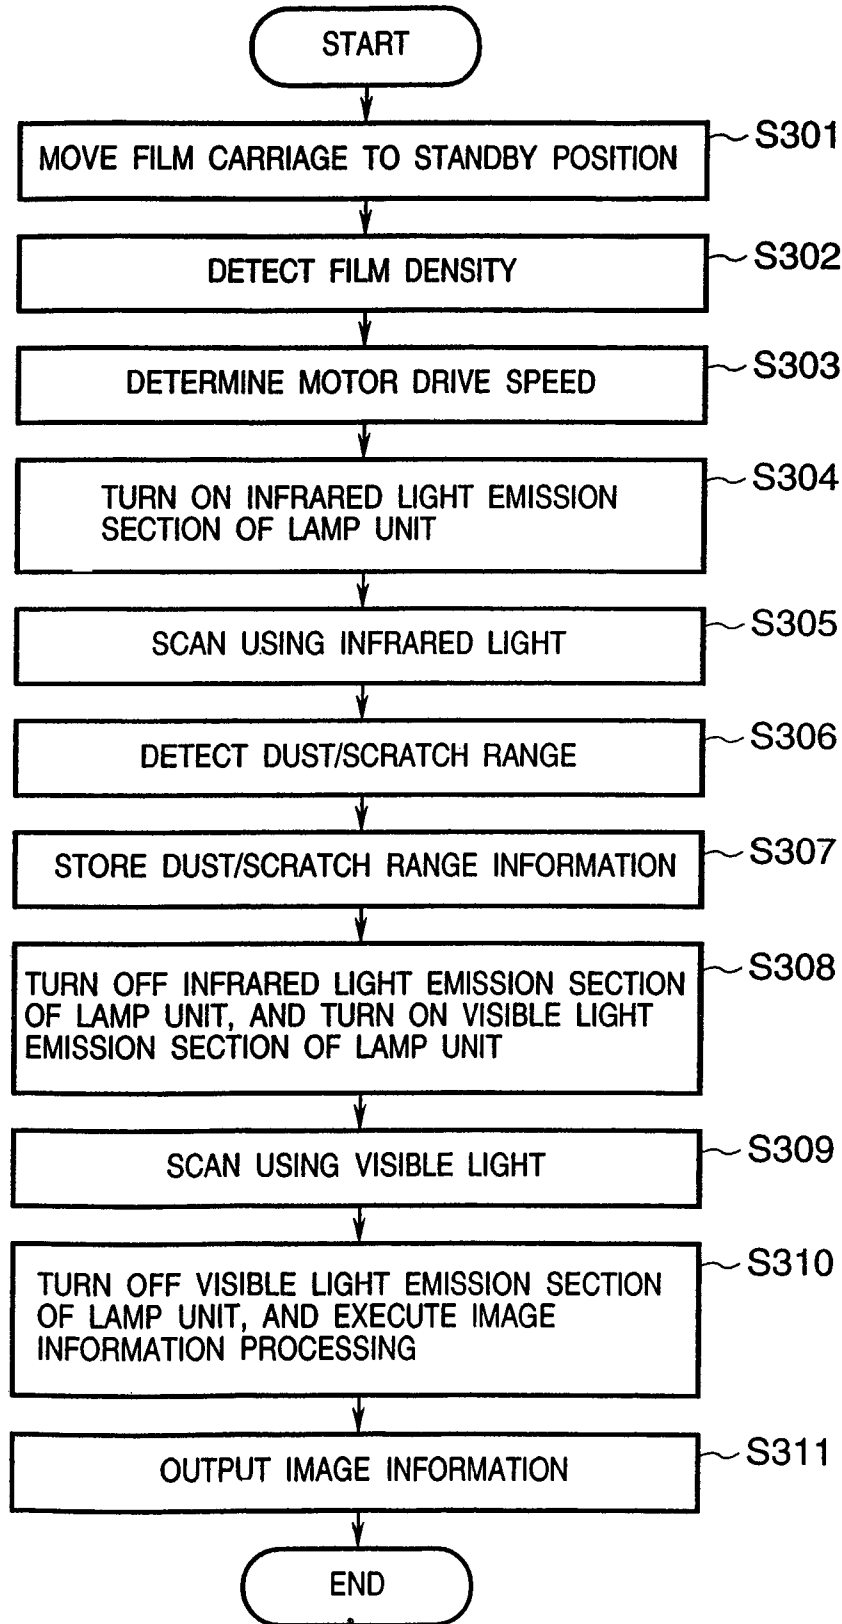 START
S301
MOVE FILM CARRIAGE TO STANDBY POSITION
S302
DETECT FILM DENSITY
S303
DETERMINE MOTOR DRIVE SPEED
S304
TURN ON INFRARED LIGHT EMISSION
SECTION OF LAMP UNIT
S305
SCAN USING INFRARED LIGHT
S306
DETECT DUST/SCRATCH RANGE
S307
STORE DUST/SCRATCH RANGE INFORMATION
S308
TURN OFF INFRARED LIGHT EMISSION SECTION
OF LAMP UNIT, AND TURN ON VISIBLE LIGHT
EMISSION SECTION OF LAMP UNIT
S309
SCAN USING VISIBLE LIGHT
S310
TURN OFF VISIBLE LIGHT EMISSION SECTION
OF LAMP UNIT, AND EXECUTE IMAGE
INFORMATION PROCESSING
S311
OUTPUT IMAGE INFORMATION
END